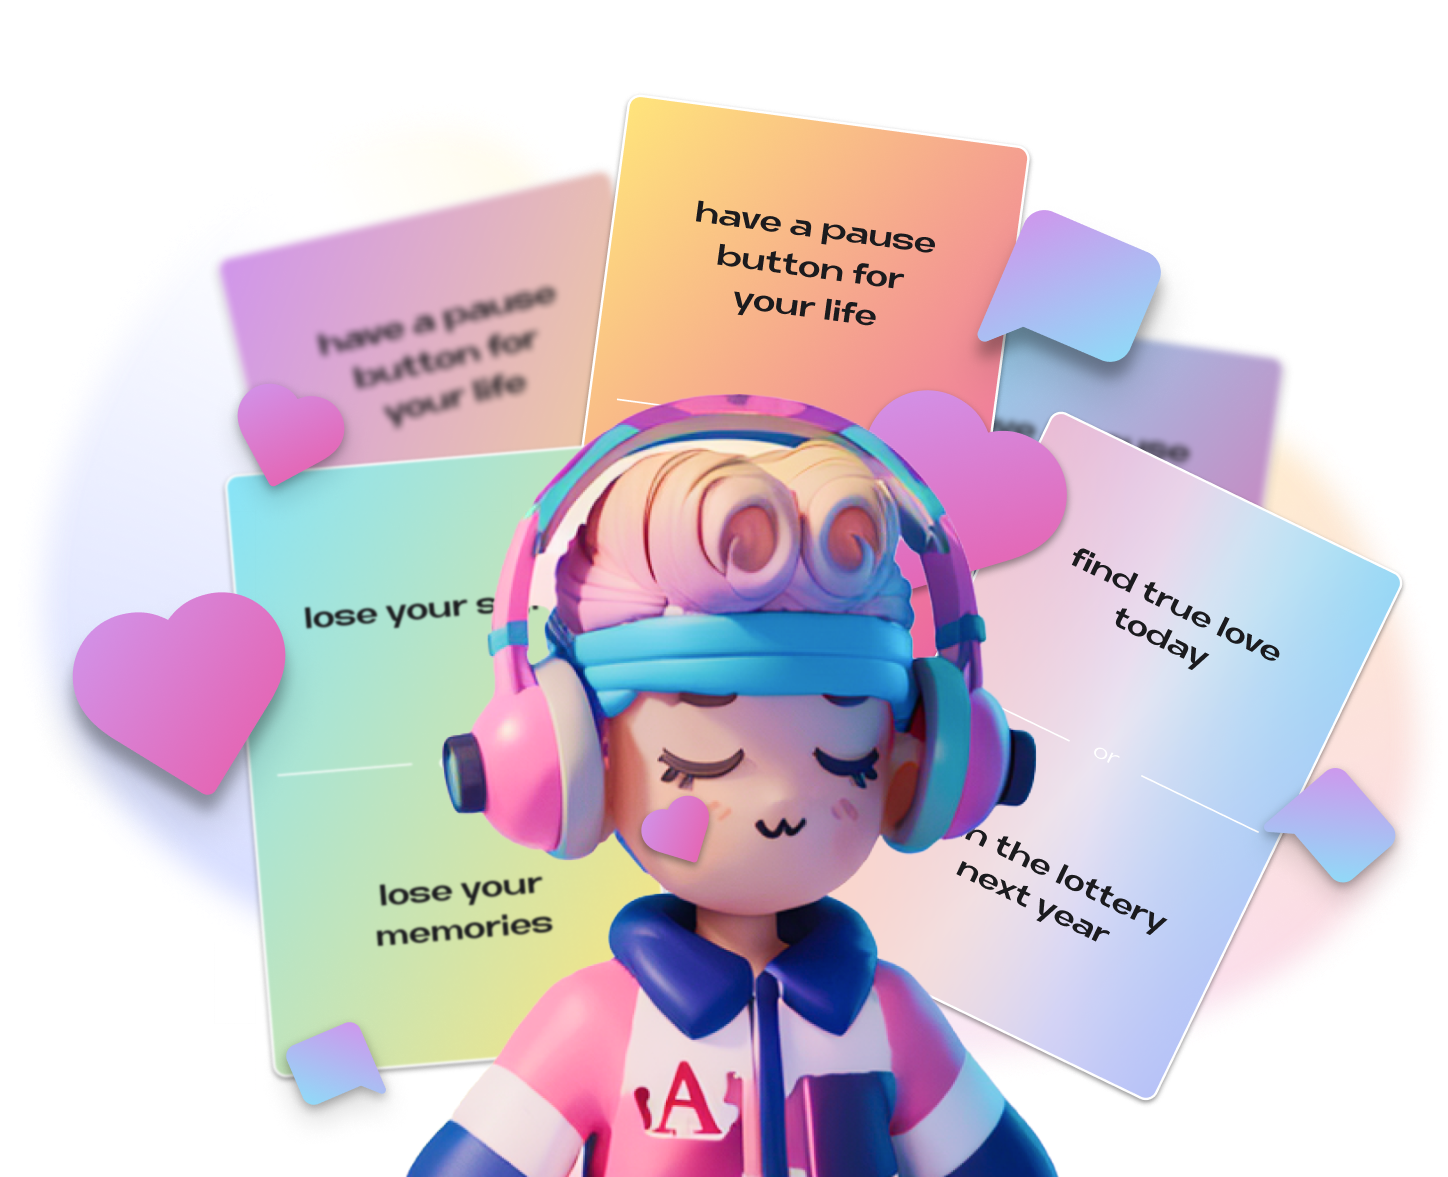 have a pause
button for
your life
have a pause
button for
your life
pause
find true love
today
or
the lottery
next year
lose your
lose your
memories
A